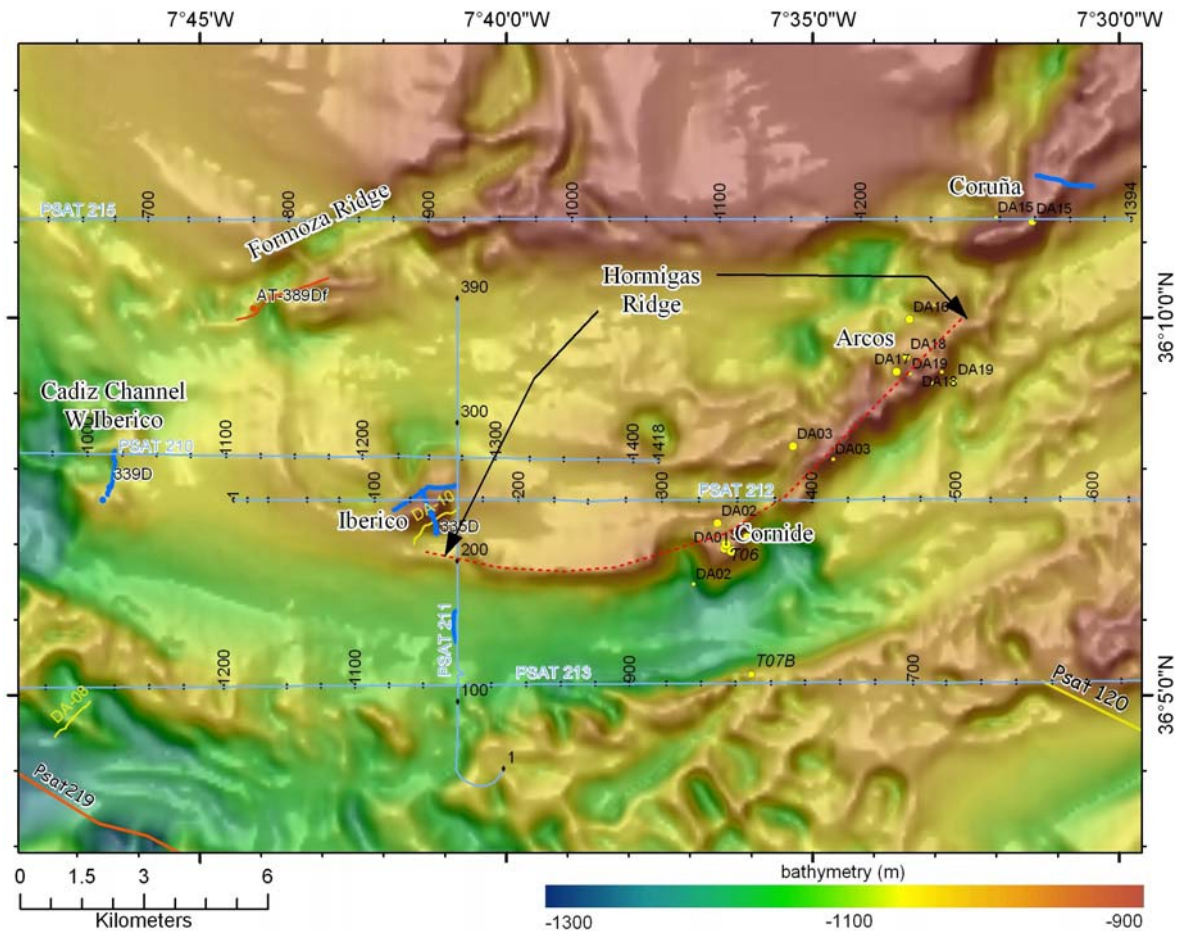 7°45'W 7°40'0"W 7°35'0"W 7°30'0"W
Coruña
DA15 DA15
1394
PSAT 215
700 800 900 1000 1100 1200
Formoza Ridge
AT-389Df
390
Hormigas
Ridge
DA16
36°10'0"N
Arcos
DA18
DA17 DA19
DA18 DA19
Cadiz Channel
W.Iberico
1000
PSAT 210
1100 1200 1300 1400 1418
300
339D
DA03
DA03
1 100 200 300 400 500 600
PSAT 212
DA-10
Iberico
335D
DA02
DA01
Cornide
T06
200
DA02
PSAT 211
1200 1100
PSAT 213
900
T07B
700
100
Psat 120
36°5'0"N
DA-08
1
Psat219
0 1.5 3 6
Kilometers
bathymetry (m)
-1300 -1100 -900